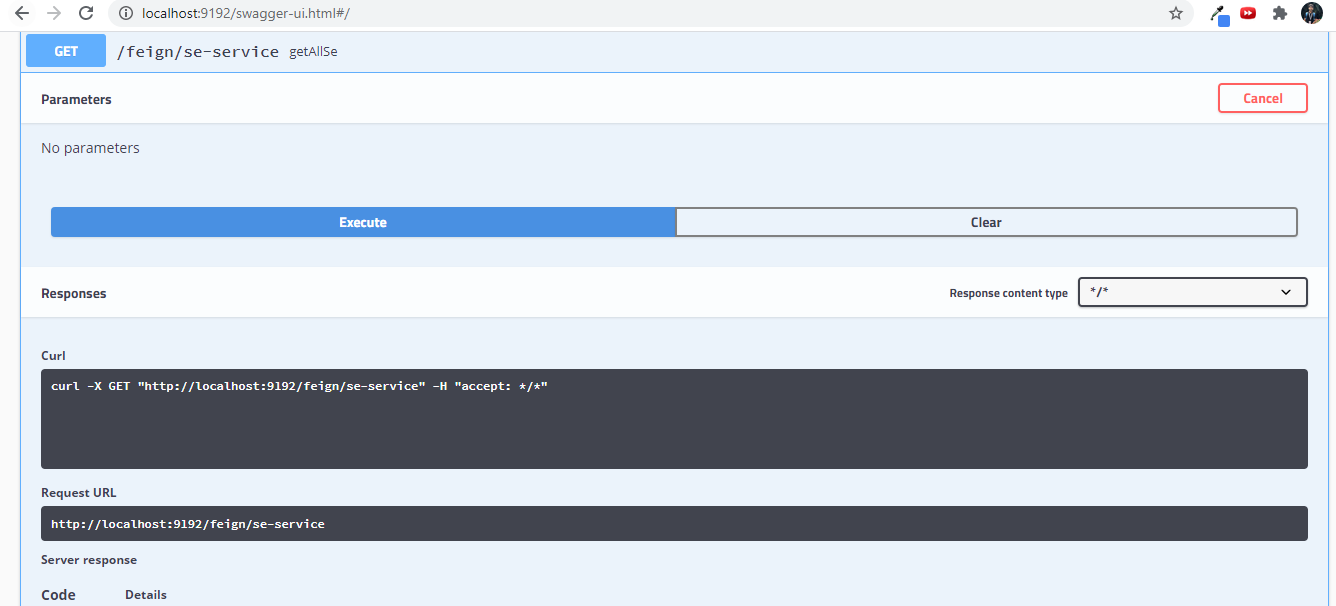 localhost:9192/swagger-ui.html#/
GET /feign/se-service getAllSe
Parameters
Cancel
No parameters
Execute
Clear
Responses
Response content type
*/*
Curl
curl -X GET "http://localhost:9192/feign/se-service" -H "accept: */*"
Request URL
http://localhost:9192/feign/se-service
Server response
Code Details